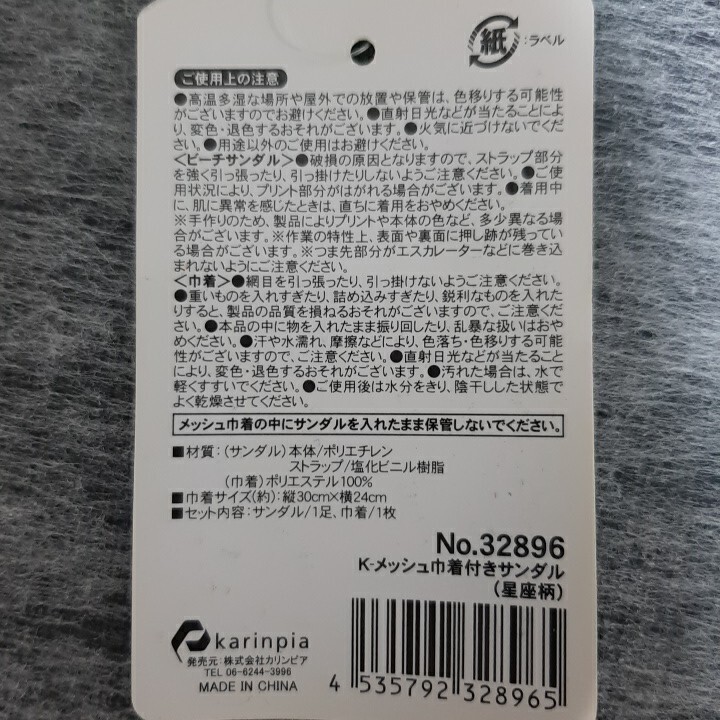 紙
:ラベル
ご使用上の注意
●高温多湿な場所や屋外での放置や保管は、色移りする可能性
がございますのでお避けください。●直射日光などが当たることによ
り、変色・退色するおそれがございます。●火気に近づけないでくだ
さい。●用途以外のご使用はお避けください。
<ビーチサンダル>●破損の原因となりますので、ストラップ部分
を強く引っ張ったり、引っ掛けたりしないようご注意ください。●ご使
用状況により、プリント部分がはがれる場合がございます。●着用中
に、肌に異常を感じたときは、直ちに着用をおやめください。
※手作りのため、製品によりプリントや本体の色など、多少異なる場
合がございます。※作業の特性上、表面や裏面に押し跡が残ってい
る場合がございます。※つま先部分がエスカレーターなどに巻き込
まれないようにご注意ください。
<巾着>●網目を引っ張ったり、引っ掛けないようご注意ください。
●重いものを入れすぎたり、詰め込みすぎたり、鋭利なものを入れた
りすると、製品の品質を損ねるおそれがございますので、ご注意くだ
さい。●本品の中に物を入れたまま振り回したり、乱暴な扱いはおや
めください。●汗や水濡れ、摩擦などにより、色落ち・色移りする可能
性がございますので、ご注意ください。●直射日光などが当たること
により、変色・退色するおそれがございます。●汚れた場合は、水で
軽くすすいでください。●ご使用後は水分をきり、陰干しした状態で
よく乾燥させてください。
メッシュ巾着の中にサンダルを入れたまま保管しないでください。
■材質:(サンダル)本体/ポリエチレン
ストラップ/塩化ビニル樹脂
(巾着)ポリエステル100%
■巾着サイズ(約):縦30cm×横24cm
■セット内容:サンダル/1足、巾着/1枚
No.32896
K-メッシュ巾着付きサンダル
(星座柄)
karinpia
発売元:株式会社カリンピア
TEL 06-6244-3996
MADE IN CHINA
4 535792 328965